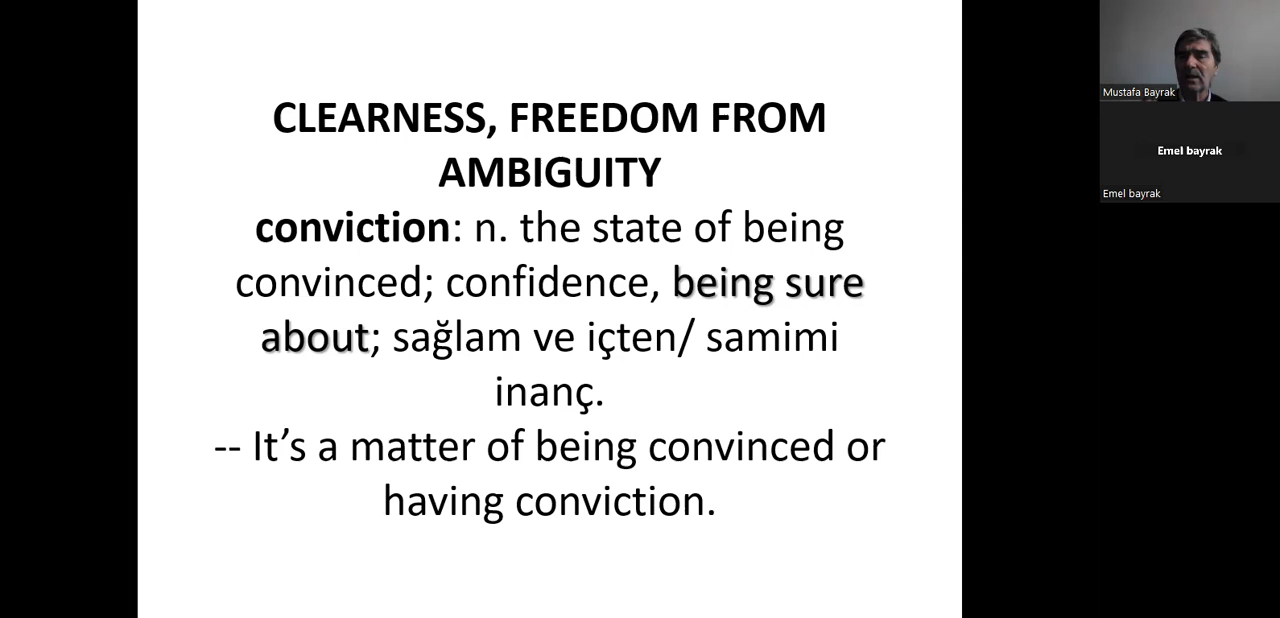 CLEARNESS, FREEDOM FROM
AMBIGUITY
conviction: n. the state of being
convinced; confidence, being sure
about; sağlam ve içten/ samimi
inanç.
-- It’s a matter of being convinced or
having conviction.
Mustafa Bayrak
Emel bayrak
Emel bayrak